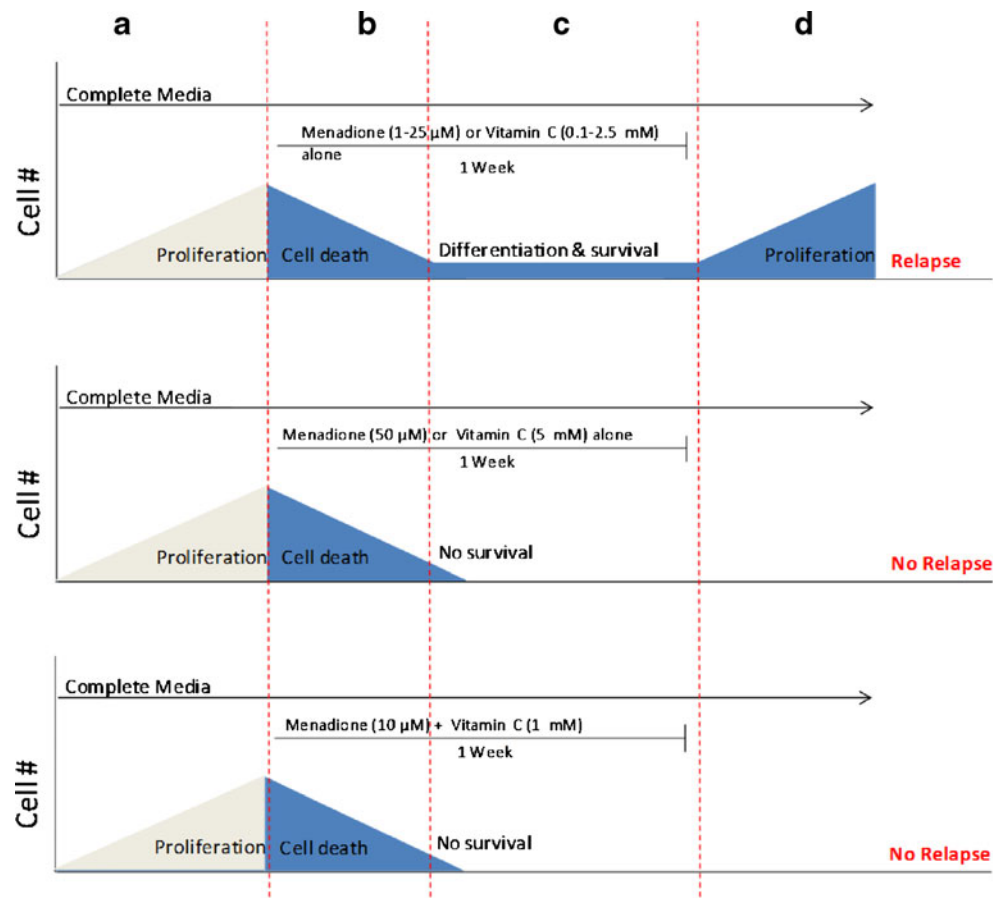 a b c d
Complete Media
Menadione (1-25 µM) or Vitamin C (0.1-2.5 mM)
alone
1 Week
Cell #
Proliferation
Cell death
Differentiation & survival
Proliferation
Relapse
Complete Media
Menadione (50 µM) or Vitamin C (5 mM) alone
1 Week
Cell #
Proliferation
Cell death
No survival
No Relapse
Complete Media
Menadione (10 µM) + Vitamin C (1 mM)
1 Week
Cell #
Proliferation
Cell death
No survival
No Relapse